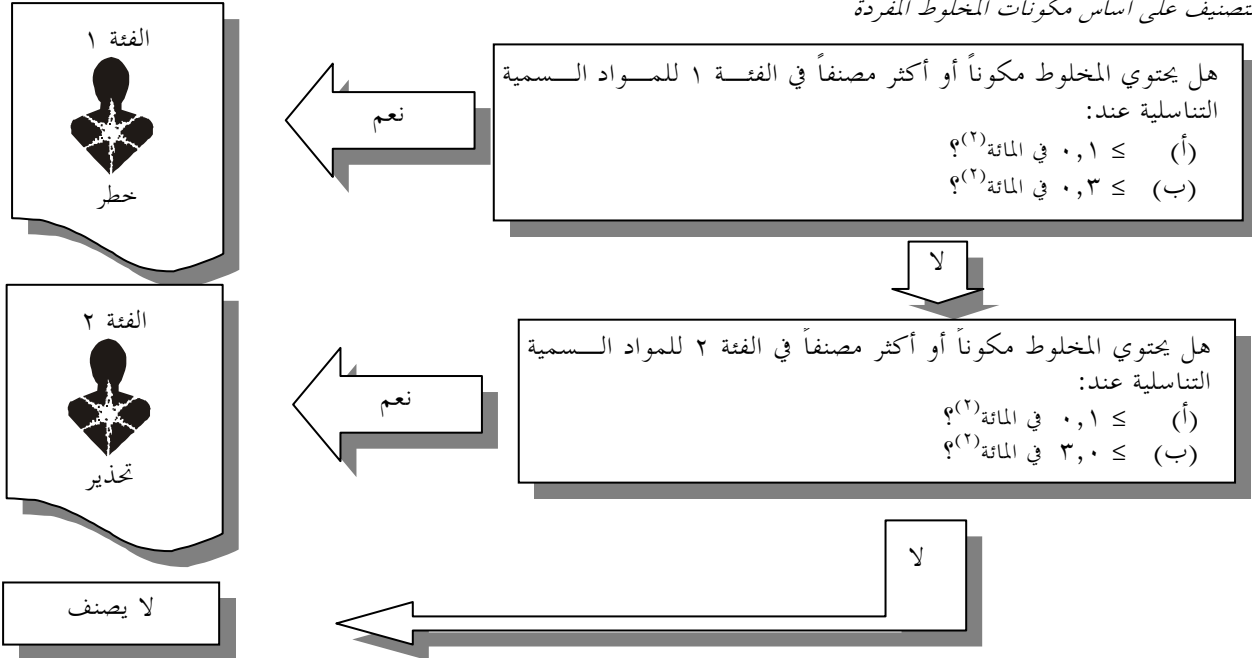 لتصنيف على أساس مكونات المخلوط المفردة
هل يحتوي المخلوط مكوناً أو أكثر مصنفاً في الفئة ١ للمواد السمية
التناسلية عند:
(أ) ≥ ٠,١ في المائة(٢)؟
(ب) ≥ ٠,٣ في المائة(٢)؟
نعم
الفئة ١
خطر
لا
هل يحتوي المخلوط مكوناً أو أكثر مصنفاً في الفئة ٢ للمواد السمية
التناسلية عند:
(أ) ≥ ٠,١ في المائة(٢)؟
(ب) ≥ ٣,٠ في المائة(٢)؟
نعم
الفئة ٢
تحذير
لا
لا يصنف